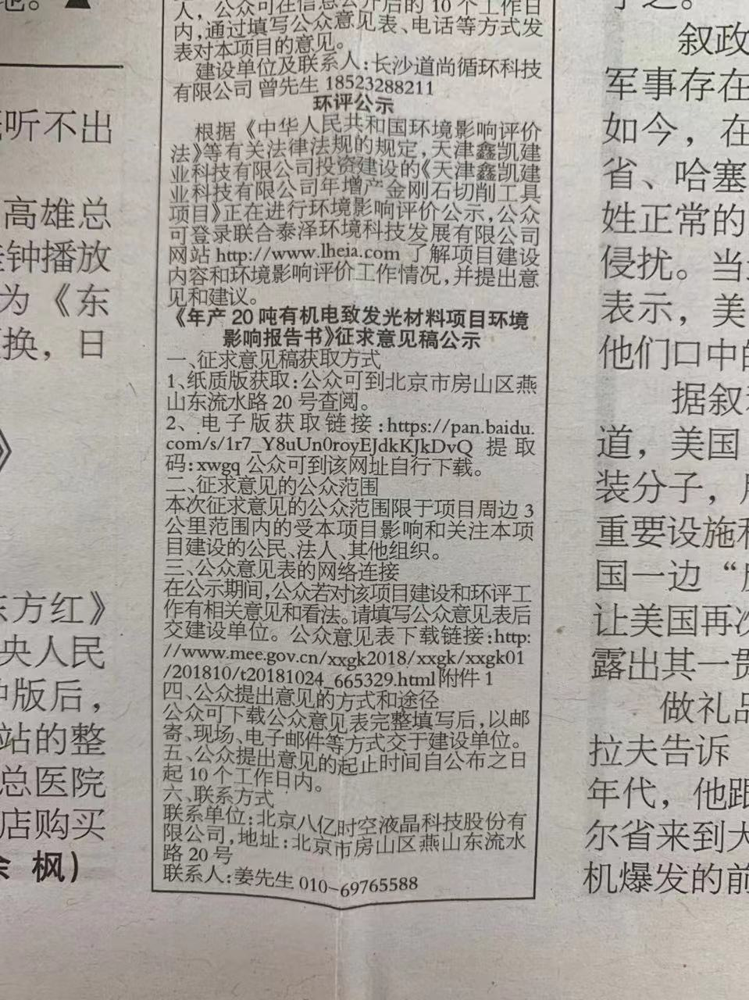 地。▲
听不出
高雄总
钟播放
为《东
换，日
》
东方红》
央人民
版后，
站的整
总医院
店购买
余 枫）
人，公众可在信息公开后的 10 个工作日
内，通过填写公众意见表、电话等方式发
表对本项目的意见。
建设单位及联系人：长沙道尚循环科技
有限公司 曾先生 18523288211
环评公示
根据《中华人民共和国环境影响评价
法》等有关法律法规的规定，天津鑫凯建
业科技有限公司投资建设的《天津鑫凯建
业科技有限公司年增产金刚石切削工具
项目》正在进行环境影响评价公示，公众
可登录联合泰泽环境科技发展有限公司
网站 http://www.lheia.com 了解项目建设
内容和环境影响评价工作情况，并提出意
见和建议。
《年产 20 吨有机电致发光材料项目环境
影响报告书》征求意见稿公示
一、征求意见稿获取方式
1、纸质版获取：公众可到北京市房山区燕
山东流水路 20 号查阅。
2、电子版获取链接：https://pan.baidu.
com/s/1r7_Y8uUn0royEJdkKJkDvQ 提取
码：xwgq 公众可到该网址自行下载。
二、征求意见的公众范围
本次征求意见的公众范围限于项目周边 3
公里范围内的受本项目影响和关注本项
目建设的公民、法人、其他组织。
三、公众意见表的网络连接
在公示期间，公众若对该项目建设和环评工
作有相关意见和看法。请填写公众意见表后
交建设单位。公众意见表下载链接：http:
//www.mee.gov.cn/xxgk2018/xxgk/xxgk01
/201810/t20181024_665329.html 附件 1
四、公众提出意见的方式和途径
公众可下载公众意见表完整填写后，以邮
寄、现场、电子邮件等方式交于建设单位。
五、公众提出意见的起止时间自公布之日
起 10 个工作日内。
六、联系方式
联系单位：北京八亿时空液晶科技股份有
限公司，地址：北京市房山区燕山东流水
路 20 号
联系人：姜先生 010-69765588
叙政
军事存在
如今，在
省、哈塞
姓正常的
侵扰。当
表示，美
他们口中的
据叙
道，美国
装分子，
重要设施和
国一边“
让美国再次
露出其一贯
做礼品
拉夫告诉
年代，他跟
尔省来到大
机爆发的前